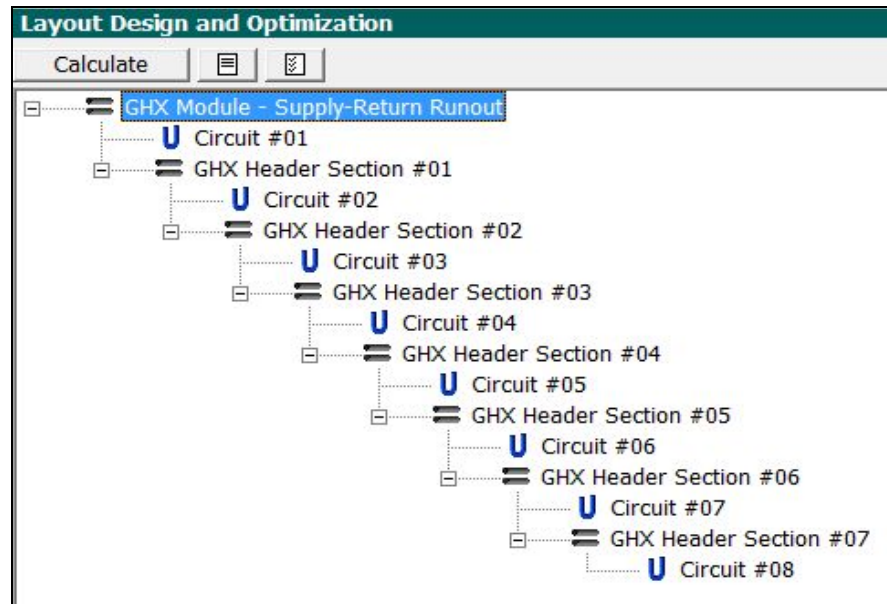 Layout Design and Optimization
Calculate
GHX Module - Supply-Return Runout
Circuit #01
GHX Header Section #01
Circuit #02
GHX Header Section #02
Circuit #03
GHX Header Section #03
Circuit #04
GHX Header Section #04
Circuit #05
GHX Header Section #05
Circuit #06
GHX Header Section #06
Circuit #07
GHX Header Section #07
Circuit #08